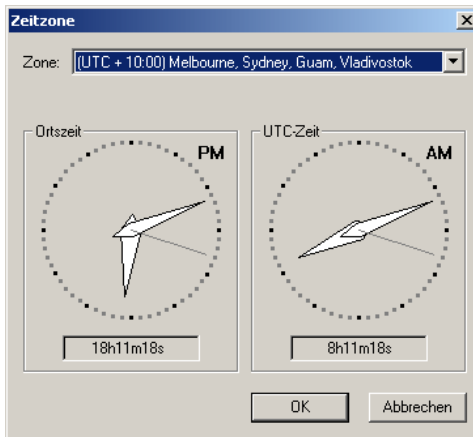 Zeitzone
Zone: (UTC + 10:00) Melbourne, Sydney, Guam, Vladivostok
Ortszeit
PM
18h11m18s
UTC-Zeit
AM
8h11m18s
OK
Abbrechen